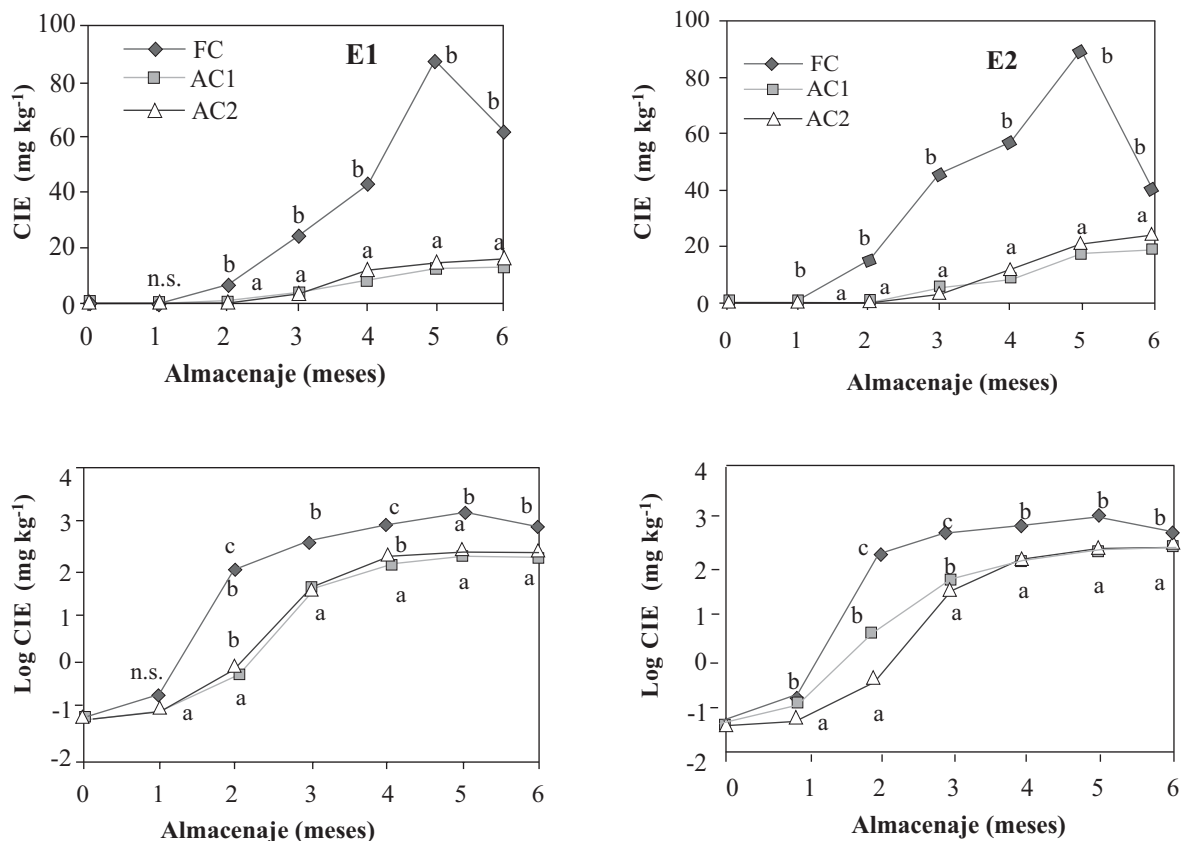 E1
FC
AC1
AC2
CIE (mg kg-1)
100
80
60
40
20
0
n.s.
b
b
b
b
b
a
a
a
a
a
0 1 2 3 4 5 6
Almacenaje (meses)
E2
FC
AC1
AC2
CIE (mg kg-1)
100
80
60
40
20
0
b
b
b
b
b
b
a
a
a
a
a
a
0 1 2 3 4 5 6
Almacenaje (meses)
Log CIE (mg kg-1)
4
3
2
1
0
-1
-2
n.s.
c
b
b
c
b
b
b
a
b
a
a
a
a
a
a
0 1 2 3 4 5 6
Almacenaje (meses)
Log CIE (mg kg-1)
4
3
2
1
0
-1
-2
b
c
c
b
b
b
b
b
a
a
a
a
a
a
0 1 2 3 4 5 6
Almacenaje (meses)